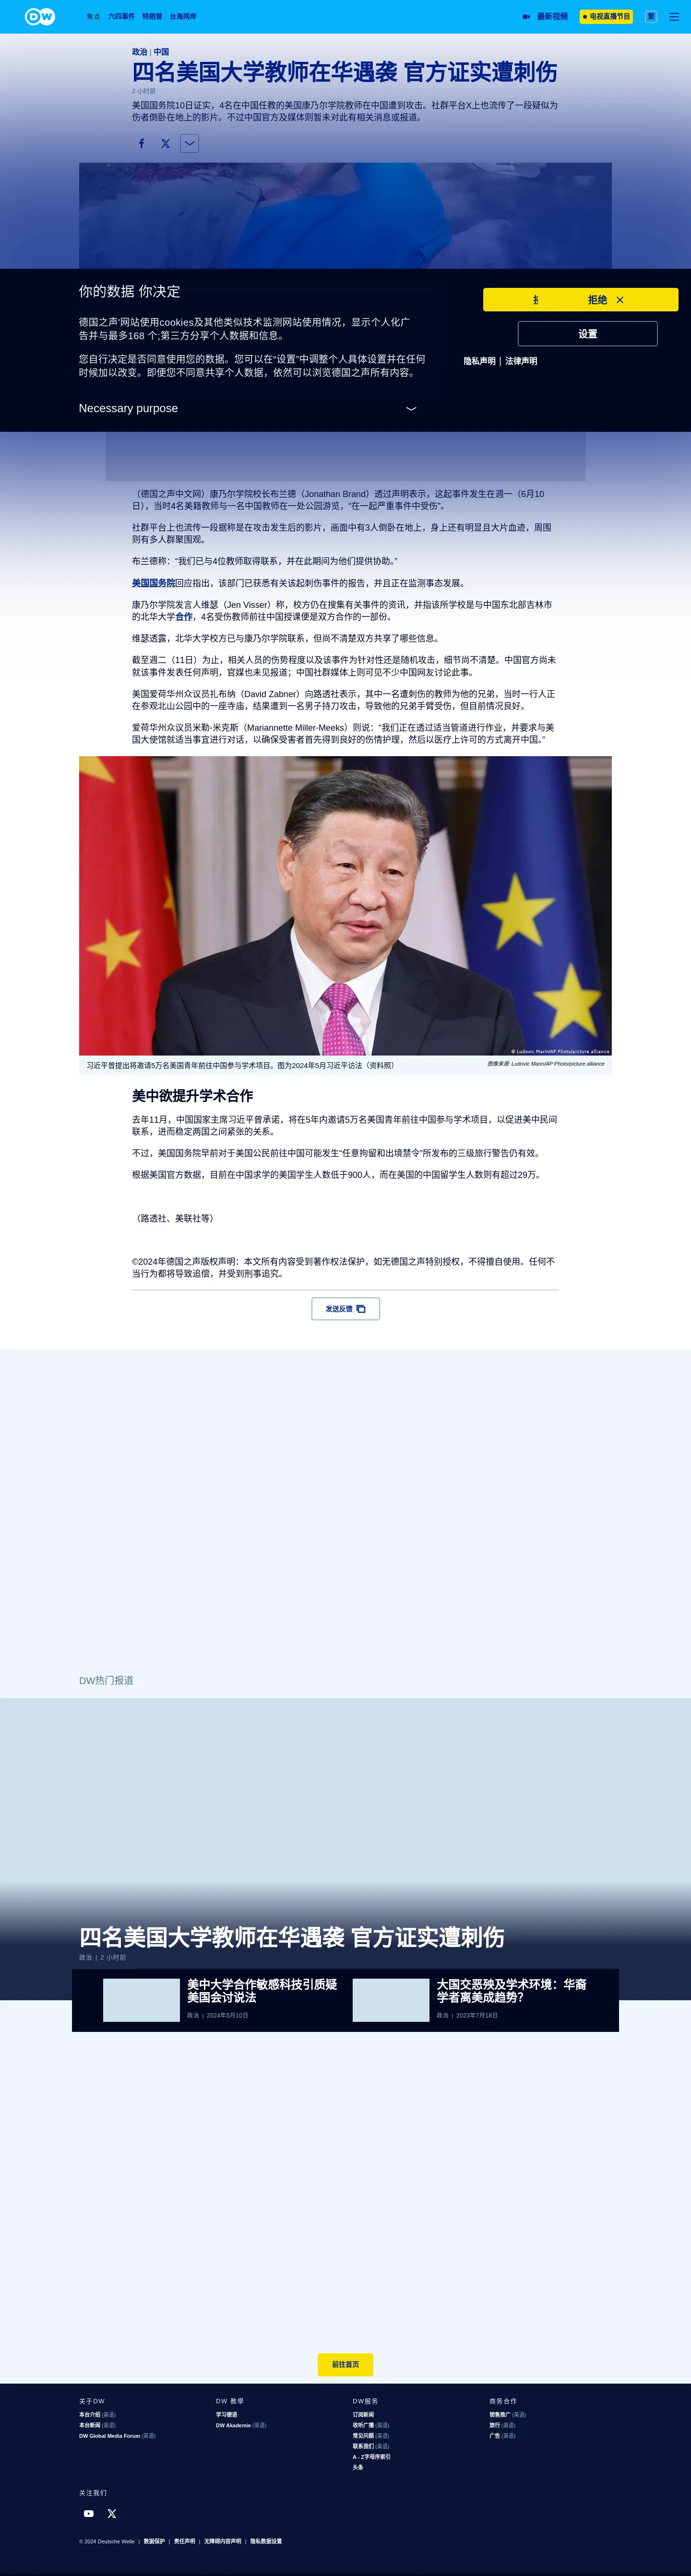 DW
焦点 六四事件 特朗普 台海两岸
最新视频
电视直播节目
繁
政治 | 中国
四名美国大学教师在华遇袭 官方证实遭刺伤
2 小时前
美国国务院10日证实，4名在中国任教的美国康乃尔学院教师在中国遭到攻击。社群平台X上也流传了一段疑似为
伤者倒卧在地上的影片。不过中国官方及媒体则暂未对此有相关消息或报道。
你的数据 你决定
拒绝
德国之声'网站使用cookies及其他类似技术监测网站使用情况，显示个人化广
告并与最多168 个;第三方分享个人数据和信息。
设置
您自行决定是否同意使用您的数据。您可以在“设置”中调整个人具体设置并在任何
时候加以改变。即便您不同意共享个人数据，依然可以浏览德国之声所有内容。
隐私声明 | 法律声明
Necessary purpose
（德国之声中文网）康乃尔学院校长布兰德（Jonathan Brand）透过声明表示，这起事件发生在週一（6月10
日），当时4名美籍教师与一名中国教师在一处公园游览，“在一起严重事件中受伤”。
社群平台上也流传一段据称是在攻击发生后的影片，画面中有3人倒卧在地上，身上还有明显且大片血迹，周围
则有多人群聚围观。
布兰德称：“我们已与4位教师取得联系，并在此期间为他们提供协助。”
美国国务院回应指出，该部门已获悉有关该起刺伤事件的报告，并且正在监测事态发展。
康乃尔学院发言人维瑟（Jen Visser）称，校方仍在搜集有关事件的资讯，并指该所学校是与中国东北部吉林市
的北华大学合作，4名受伤教师前往中国授课便是双方合作的一部份。
维瑟透露，北华大学校方已与康乃尔学院联系，但尚不清楚双方共享了哪些信息。
截至週二（11日）为止，相关人员的伤势程度以及该事件为针对性还是随机攻击，细节尚不清楚。中国官方尚未
就该事件发表任何声明，官媒也未见报道；中国社群媒体上则可见不少中国网友讨论此事。
美国爱荷华州众议员扎布纳（David Zabner）向路透社表示，其中一名遭刺伤的教师为他的兄弟，当时一行人正
在参观北山公园中的一座寺庙，结果遭到一名男子持刀攻击，导致他的兄弟手臂受伤，但目前情况良好。
爱荷华州众议员米勒-米克斯（Mariannette Miller-Meeks）则说：“我们正在透过适当管道进行作业，并要求与美
国大使馆就适当事宜进行对话，以确保受害者首先得到良好的伤情护理，然后以医疗上许可的方式离开中国。”
© Ludovic Marin/AP Photo/picture alliance
习近平曾提出将邀请5万名美国青年前往中国参与学术项目。图为2024年5月习近平访法（资料照）
图像来源: Ludovic Marin/AP Photo/picture alliance
美中欲提升学术合作
去年11月，中国国家主席习近平曾承诺，将在5年内邀请5万名美国青年前往中国参与学术项目，以促进美中民间
联系，进而稳定两国之间紧张的关系。
不过，美国国务院早前对于美国公民前往中国可能发生“任意拘留和出境禁令”所发布的三级旅行警告仍有效。
根据美国官方数据，目前在中国求学的美国学生人数低于900人，而在美国的中国留学生人数则有超过29万。
（路透社、美联社等）
©2024年德国之声版权声明：本文所有内容受到著作权法保护，如无德国之声特别授权，不得擅自使用。任何不
当行为都将导致追偿，并受到刑事追究。
发送反馈
DW热门报道
四名美国大学教师在华遇袭 官方证实遭刺伤
政治 | 2 小时前
美中大学合作敏感科技引质疑
美国会讨说法
政治 | 2024年5月10日
大国交恶殃及学术环境：华裔
学者离美成趋势？
政治 | 2023年7月18日
前往首页
关于DW
本台介绍 (英语)
本台新闻 (英语)
DW Global Media Forum (英语)
DW 教學
学习德语
DW Akademie (英语)
DW服务
订阅新闻
收听广播 (英语)
常见问题 (英语)
联系我们 (英语)
A - Z字母序索引
头条
商务合作
销售推广 (英语)
旅行 (英语)
广告 (英语)
关注我们
© 2024 Deutsche Welle | 数据保护 | 责任声明 | 无障碍内容声明 | 隐私数据设置